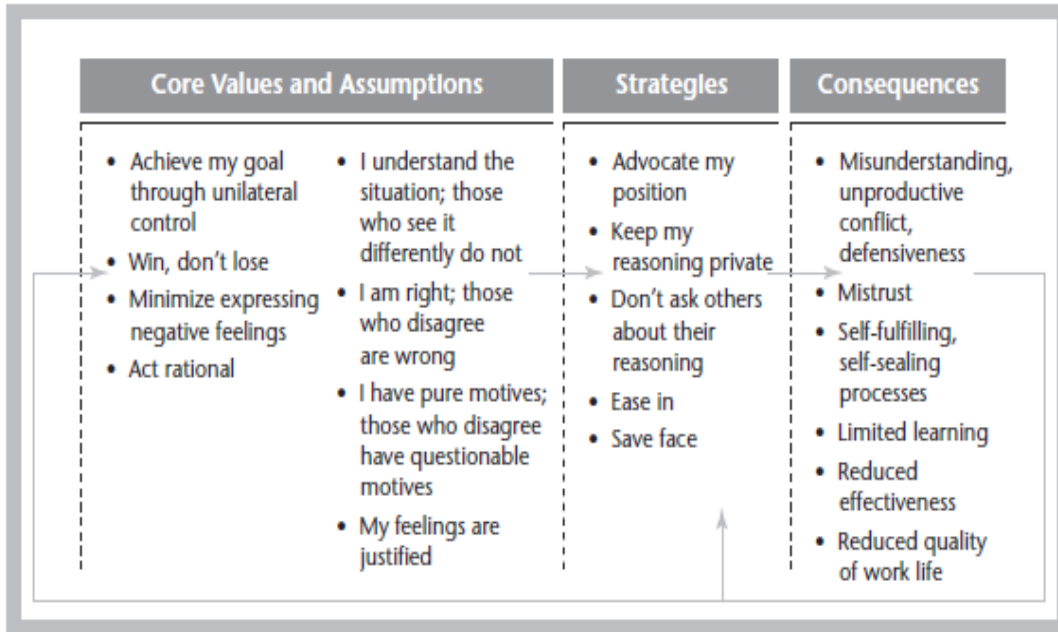 Core Values and Assumptions
• Achieve my goal
through unilateral
control
• Win, don't lose
• Minimize expressing
negative feelings
• Act rational
• I understand the
situation; those
who see it
differently do not
• I am right; those
who disagree
are wrong
• I have pure motives;
those who disagree
have questionable
motives
• My feelings are
justified
Strategies
• Advocate my
position
• Keep my
reasoning private
• Don't ask others
about their
reasoning
• Ease in
• Save face
Consequences
• Misunderstanding,
unproductive
conflict,
defensiveness
• Mistrust
• Self-fulfilling,
self-sealing
processes
• Limited learning
• Reduced
effectiveness
• Reduced quality
of work life